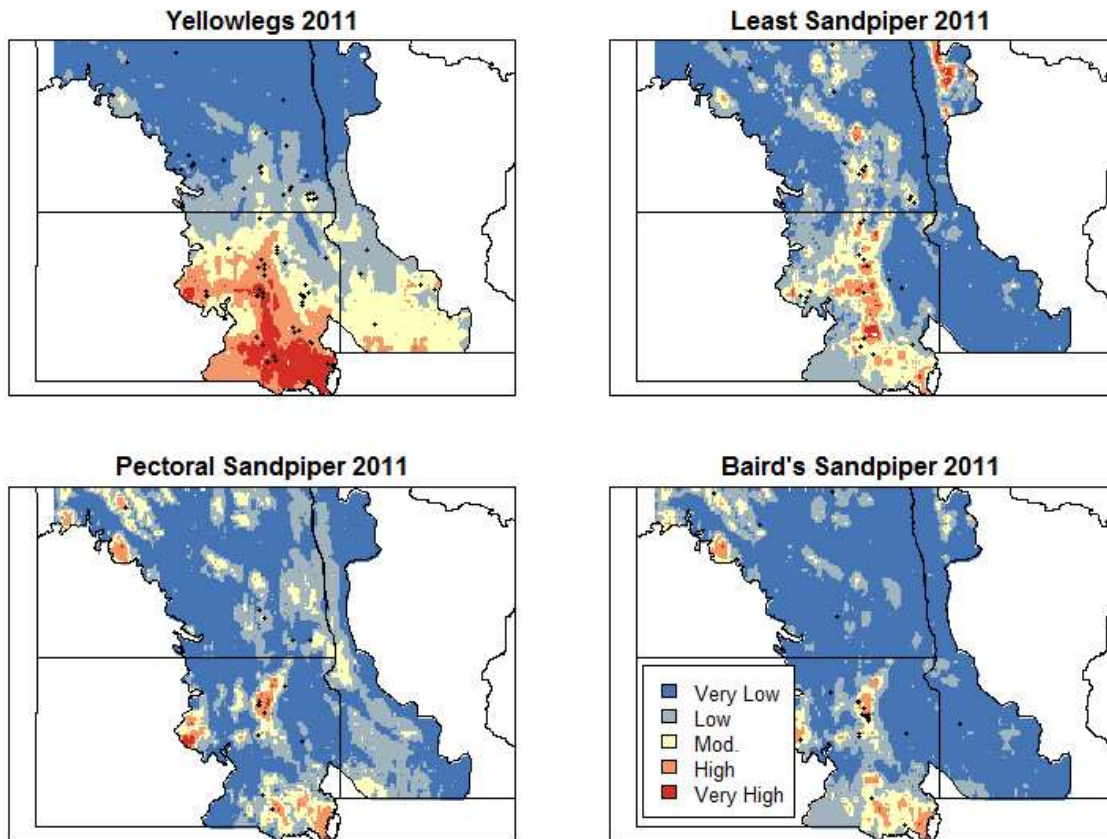 Yellowlegs 2011
Least Sandpiper 2011
Pectoral Sandpiper 2011
Baird's Sandpiper 2011
Very Low
Low
Mod.
High
Very High